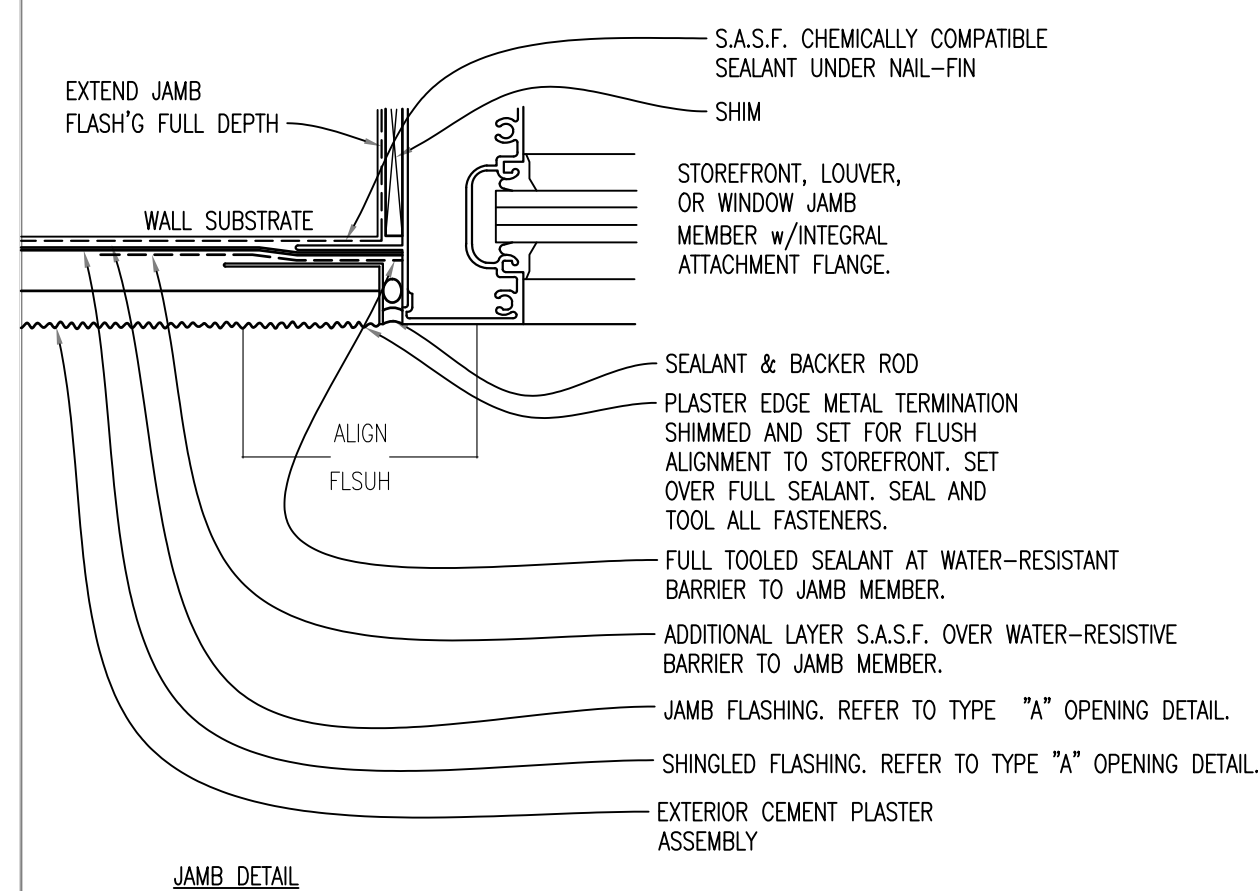 S.A.S.F. CHEMICALLY COMPATIBLE
SEALANT UNDER NAIL–FIN
EXTEND JAMB
FLASH'G FULL DEPTH
SHIM
STOREFRONT, LOUVER,
OR WINDOW JAMB
MEMBER w/INTEGRAL
ATTACHMENT FLANGE.
WALL SUBSTRATE
SEALANT & BACKER ROD
PLASTER EDGE METAL TERMINATION
SHIMMED AND SET FOR FLUSH
ALIGNMENT TO STOREFRONT. SET
OVER FULL SEALANT. SEAL AND
TOOL ALL FASTENERS.
ALIGN
FLSUH
FULL TOOLED SEALANT AT WATER–RESISTANT
BARRIER TO JAMB MEMBER.
ADDITIONAL LAYER S.A.S.F. OVER WATER–RESISTIVE
BARRIER TO JAMB MEMBER.
JAMB FLASHING. REFER TO TYPE "A" OPENING DETAIL.
SHINGLED FLASHING. REFER TO TYPE "A" OPENING DETAIL.
EXTERIOR CEMENT PLASTER
ASSEMBLY
JAMB DETAIL